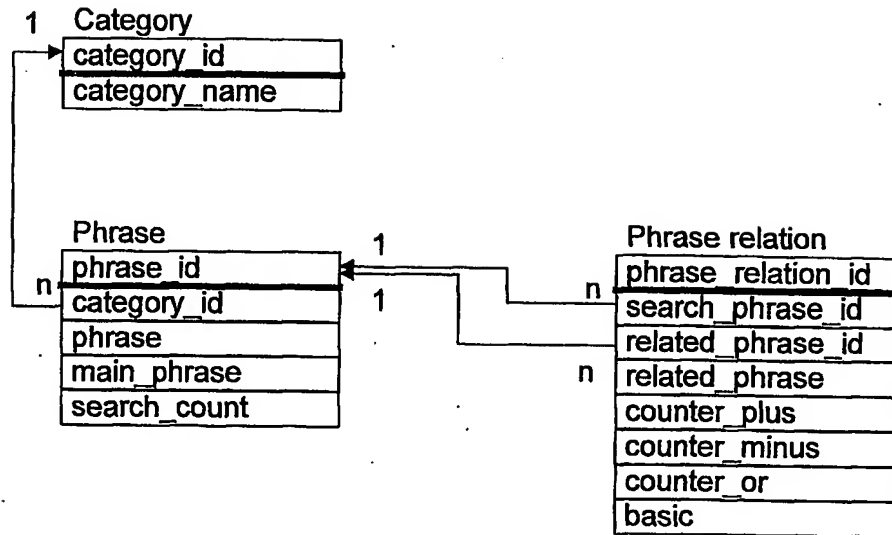 1
Category
category_id
category_name
Phrase
phrase_id
n
category_id
phrase
main_phrase
search_count
1
1
n
n
Phrase relation
phrase_relation_id
search_phrase_id
related_phrase_id
related_phrase
counter_plus
counter_minus
counter_or
basic